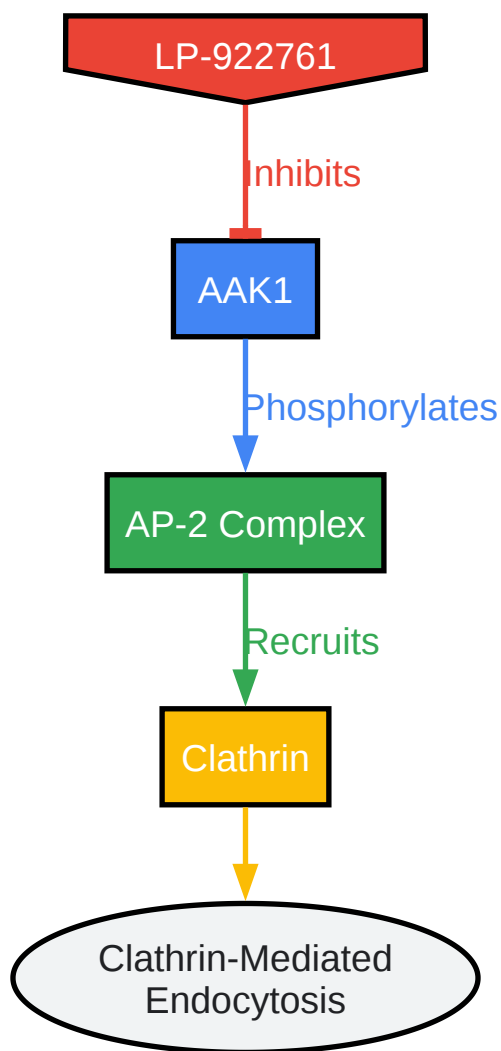 LP-922761
Inhibits
AAK1
Phosphorylates
AP-2 Complex
Recruits
Clathrin
Clathrin-Mediated
Endocytosis